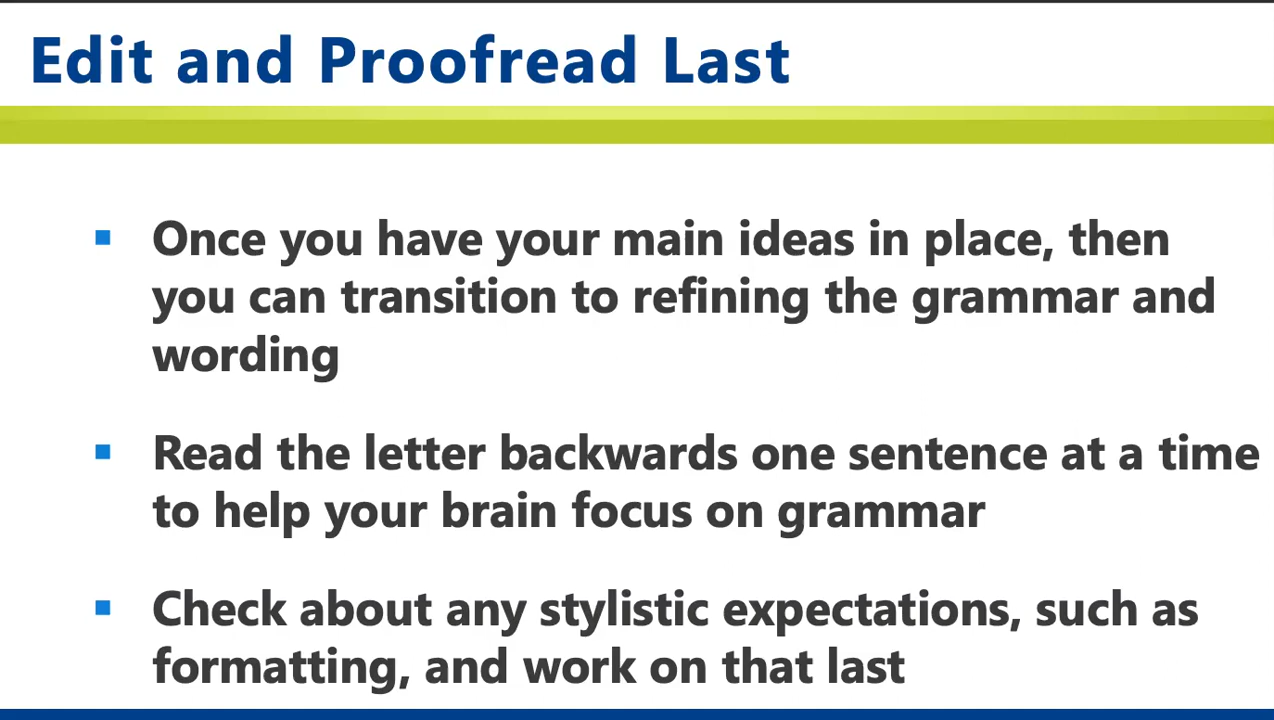 Edit and Proofread Last
Once you have your main ideas in place, then
you can transition to refining the grammar and
wording
Read the letter backwards one sentence at a time
to help your brain focus on grammar
Check about any stylistic expectations, such as
formatting, and work on that last